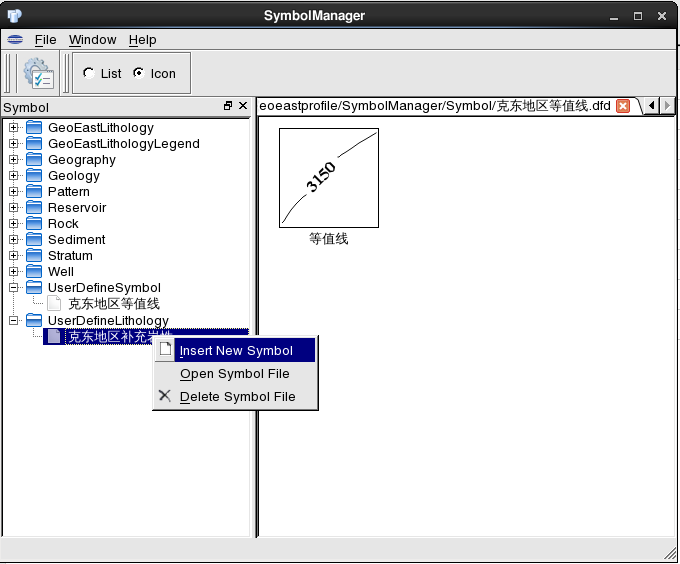 SymbolManager
File Window Help
List Icon
Symbol
eoeastprofile/SymbolManager/Symbol/克东地区等值线.dfd
GeoEastLithology
GeoEastLithologyLegend
Geography
Geology
Pattern
Reservoir
Rock
Sediment
Stratum
Well
UserDefineSymbol
克东地区等值线
UserDefineLithology
克东地区补充岩性
3150
等值线
Insert New Symbol
Open Symbol File
Delete Symbol File